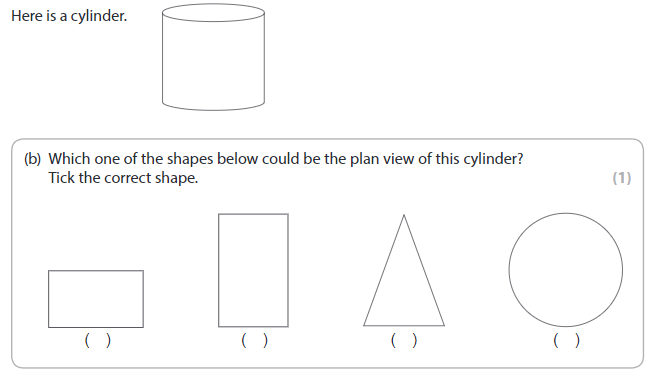 Here is a cylinder.
(b) Which one of the shapes below could be the plan view of this cylinder?
Tick the correct shape.
(1)
( ) ( ) ( ) ( )